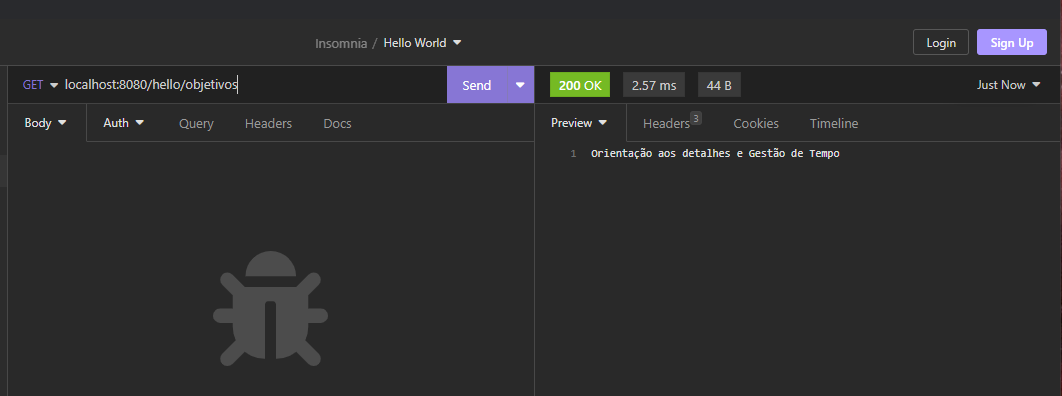 Insomnia / Hello World
Login
Sign Up
GET localhost:8080/hello/objetivos
Send
200 OK
2.57 ms
44 B
Just Now
Body
Auth
Query
Headers
Docs
Preview
Headers 3
Cookies
Timeline
1 Orientação aos detalhes e Gestão de Tempo